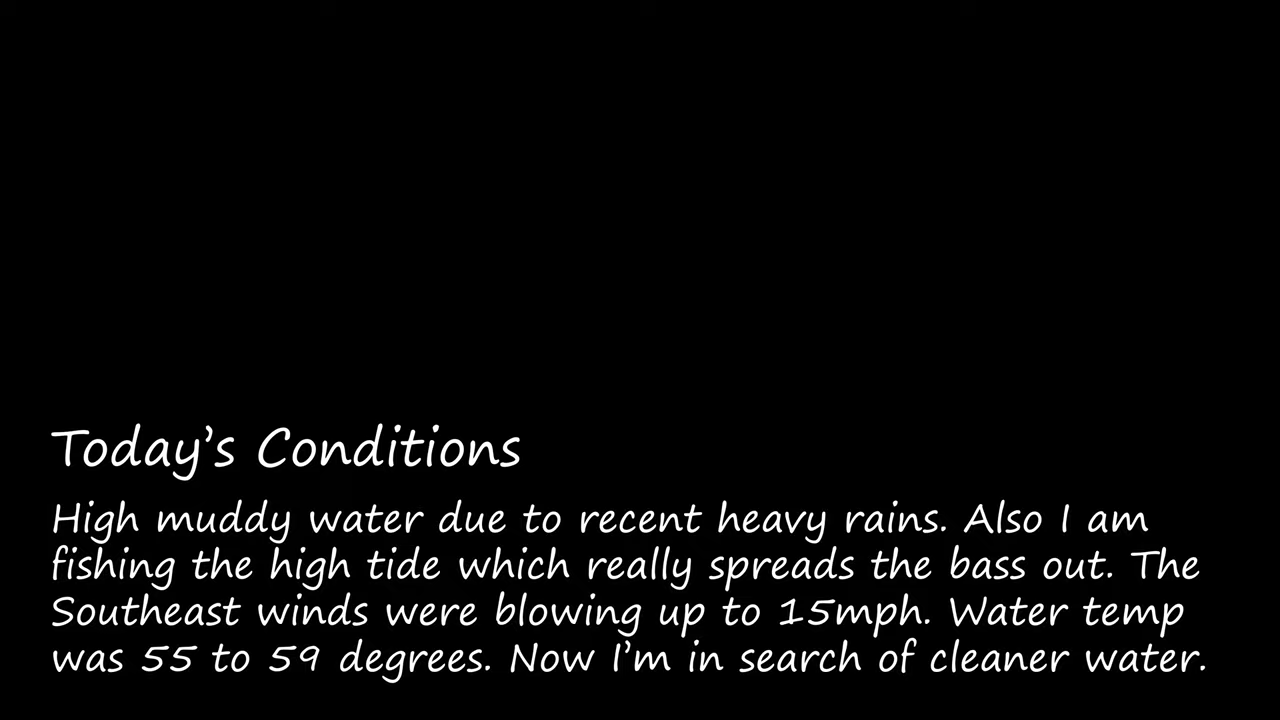 Today’s Conditions
High muddy water due to recent heavy rains. Also I am
fishing the high tide which really spreads the bass out. The
Southeast winds were blowing up to 15mph. Water temp
was 55 to 59 degrees. Now I’m in search of cleaner water.